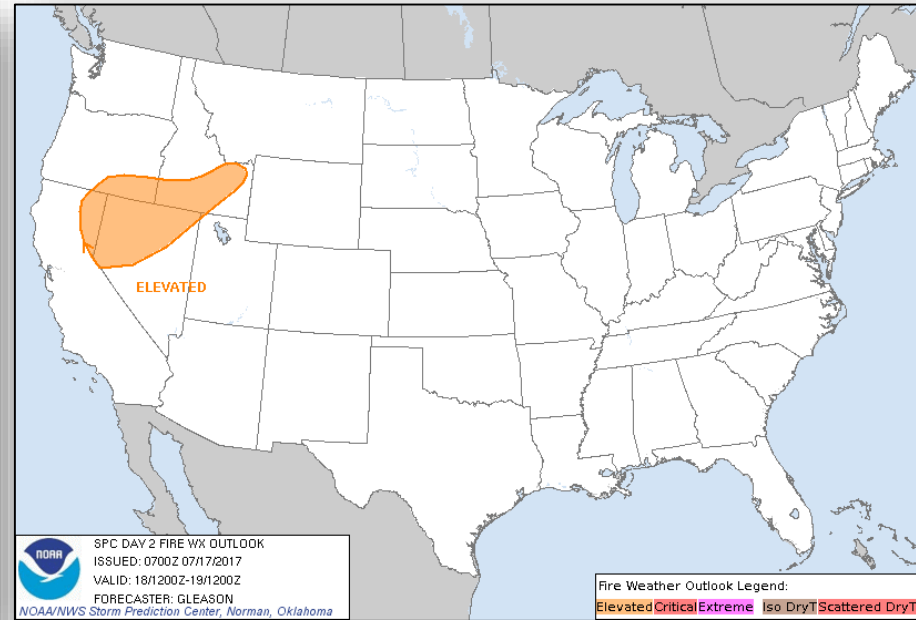 ELEVATED
NOAA
SPC DAY 2 FIRE WX OUTLOOK
ISSUED: 0700Z 07/17/2017
VALID: 18/1200Z-19/1200Z
FORECASTER: GLEASON
NOAA/NWS Storm Prediction Center, Norman, Oklahoma
Fire Weather Outlook Legend:
Elevated Critical Extreme Iso DryT Scattered DryT